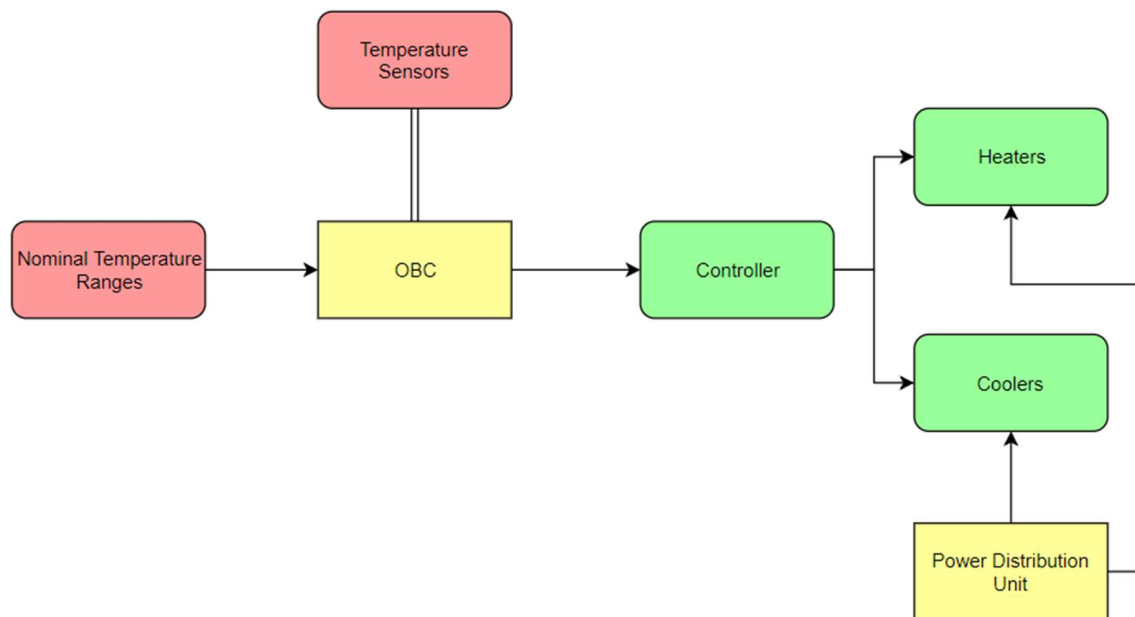 Temperature
Sensors
Heaters
Nominal Temperature
Ranges
OBC
Controller
Coolers
Power Distribution
Unit